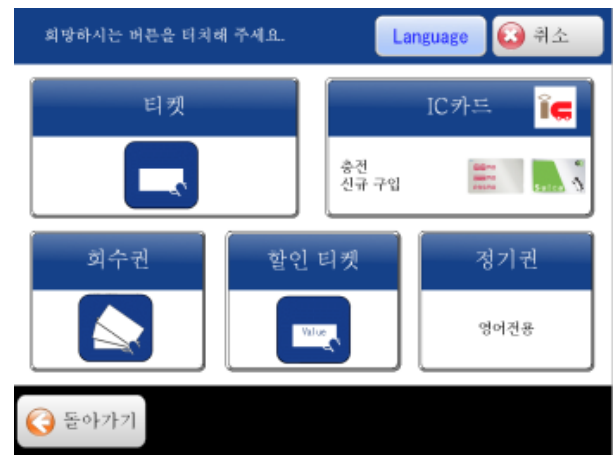 희망하시는 버튼을 터치해 주세요.
Language
취소
티켓
IC카드
충전
신규 구입
Suica
회수권
할인 티켓
정기권
Value
영어전용
돌아가기